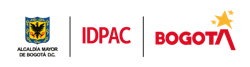 ALCALDÍA MAYOR
DE BOGOTÁ D.C.
IDPAC
BOGOTÁ